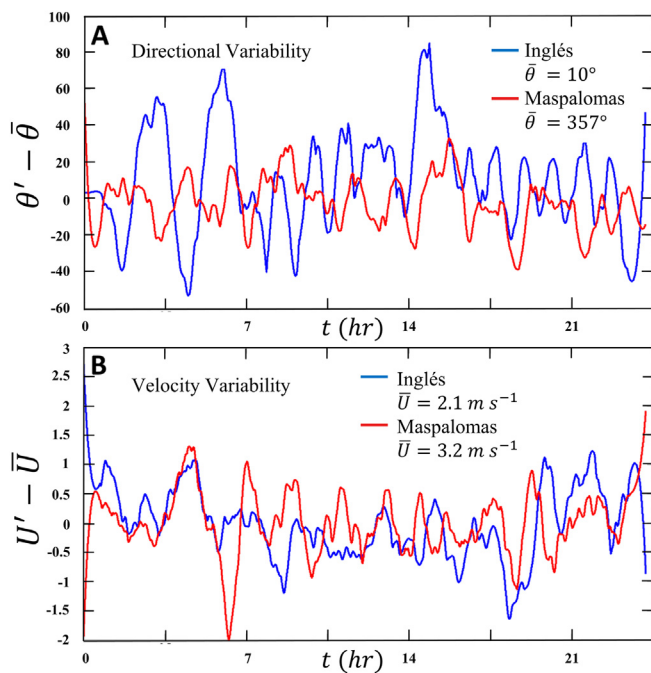 A
Directional Variability
Inglés
θ̄ = 10°
Maspalomas
θ̄ = 357°
θ′ − θ̄
100
80
60
40
20
0
-20
-40
-60
0
7
14
21
t (hr)
B
Velocity Variability
Inglés
Ū = 2.1 m s⁻¹
Maspalomas
Ū = 3.2 m s⁻¹
U′ − Ū
2.5
2
1.5
1
0.5
0
-0.5
-1
-1.5
-2
0
7
14
21
t (hr)